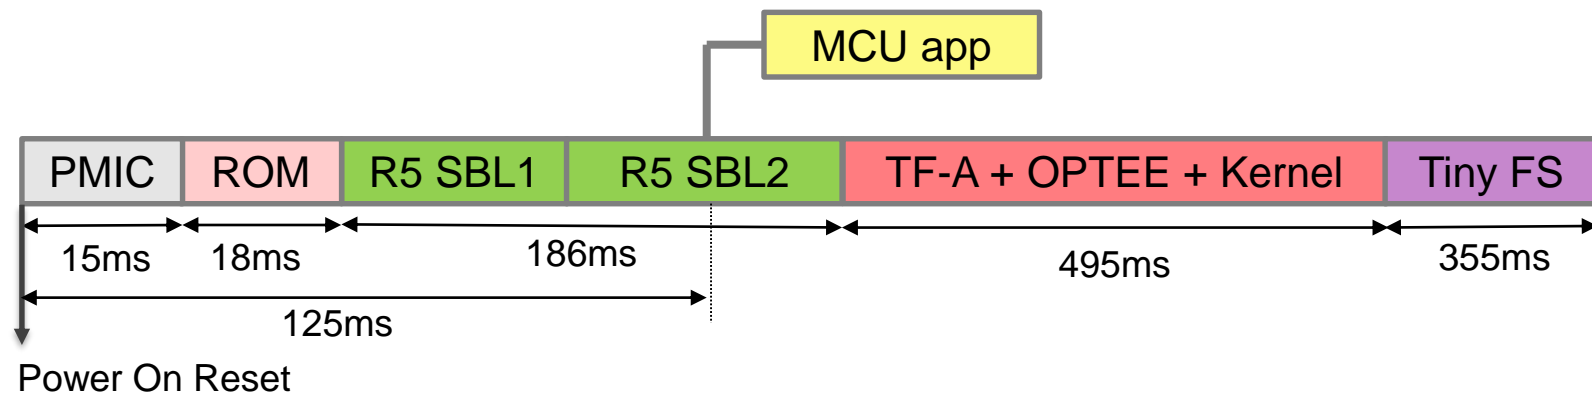 MCU app
PMIC ROM R5 SBL1 R5 SBL2 TF-A + OPTEE + Kernel Tiny FS
15ms 18ms 186ms 495ms 355ms
125ms
Power On Reset